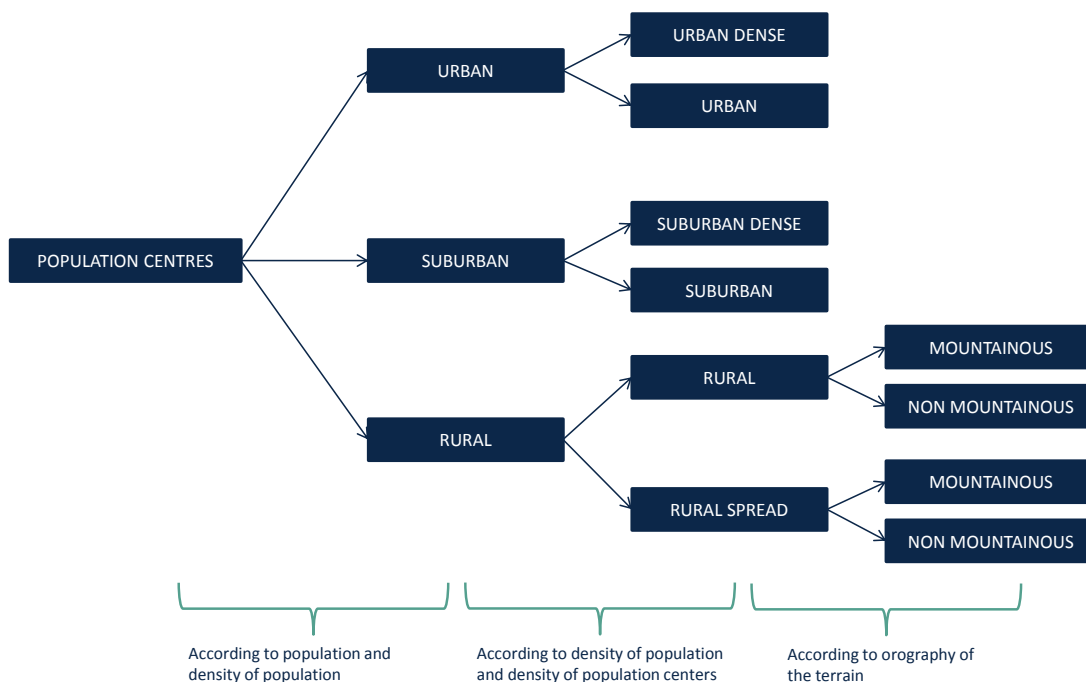 URBAN DENSE
URBAN
URBAN
SUBURBAN DENSE
POPULATION CENTRES
SUBURBAN
SUBURBAN
MOUNTAINOUS
RURAL
NON MOUNTAINOUS
RURAL
MOUNTAINOUS
RURAL SPREAD
NON MOUNTAINOUS
According to population and
density of population
According to density of population
and density of population centers
According to orography of
the terrain